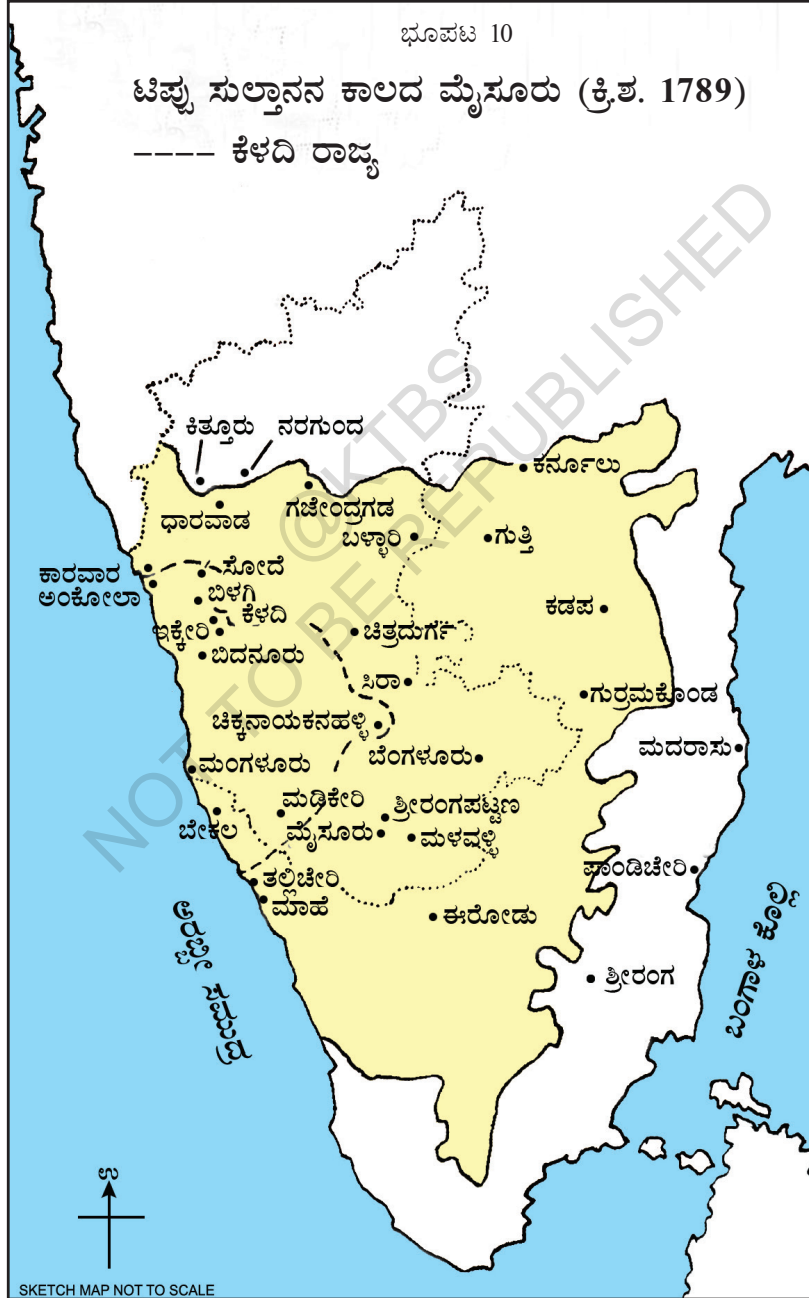 ಭೂಪಟ 10
ಟಿಪ್ಪು ಸುಲ್ತಾನನ ಕಾಲದ ಮೈಸೂರು (ಕ್ರಿ.ಶ. 1789)
---- ಕೆಳದಿ ರಾಜ್ಯ
ಕಿತ್ತೂರು
ನರಗುಂದ
ಕರ್ನೂಲು
ಗಜೇಂದ್ರಗಡ
ಧಾರವಾಡ
ಬಳ್ಳಾರಿ
ಗುತ್ತಿ
ಕಾರವಾರ
ಅಂಕೋಲಾ
ಸೋದೆ
ಬಿಳಗಿ
ಕೆಳದಿ
ಇಕ್ಕೇರಿ
ಬಿದನೂರು
ಚಿತ್ರದುರ್ಗ
ಕಡಪ
ಸಿರಾ
ಗುರ್ರಮಕೊಂಡ
ಚಿಕ್ಕನಾಯಕನಹಳ್ಳಿ
ಬೆಂಗಳೂರು
ಮದರಾಸು
ಮಂಗಳೂರು
ಮಡಿಕೇರಿ
ಶ್ರೀರಂಗಪಟ್ಟಣ
ಬೇಕಲ
ಮೈಸೂರು
ಮಳವಳ್ಳಿ
ಪಾಂಡಿಚೇರಿ
ತಲ್ಲಿಚೇರಿ
ಮಾಹೆ
ಈರೋಡು
ಶ್ರೀರಂಗ
ಅರಬ್ಬೀ ಸಮುದ್ರ
ಬಂಗಾಳ ಕೊಲ್ಲಿ
ಉ
SKETCH MAP NOT TO SCALE
@KTBS
NOT TO BE REPUBLISHED